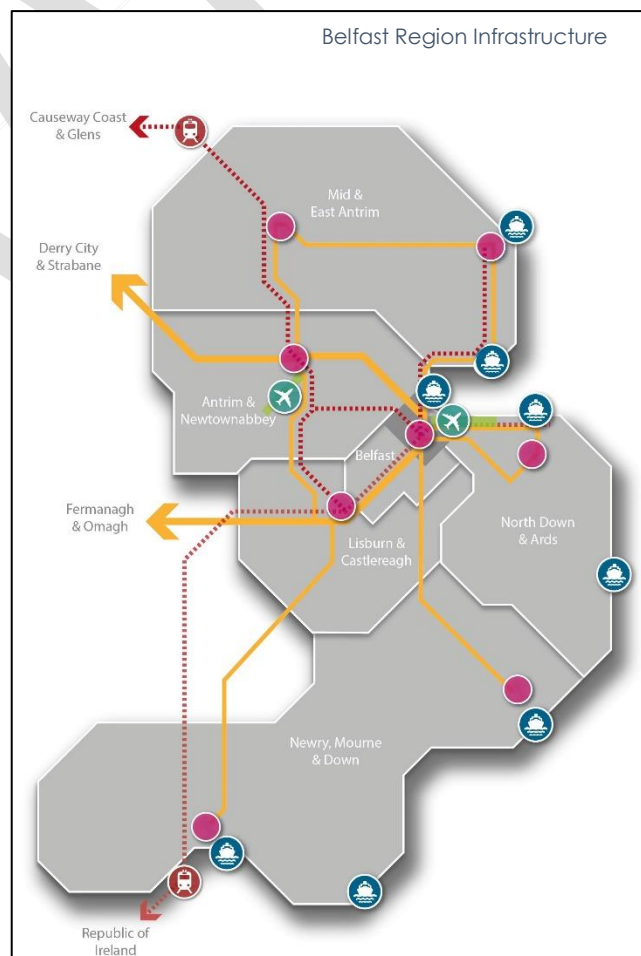 Belfast Region Infrastructure
Causeway Coast
& Glens
Mid &
East Antrim
Derry City
& Strabane
Antrim &
Newtownabbey
Belfast
Fermanagh
& Omagh
Lisburn &
Castlereagh
North Down
& Ards
Newry, Mourne
& Down
Republic of
Ireland